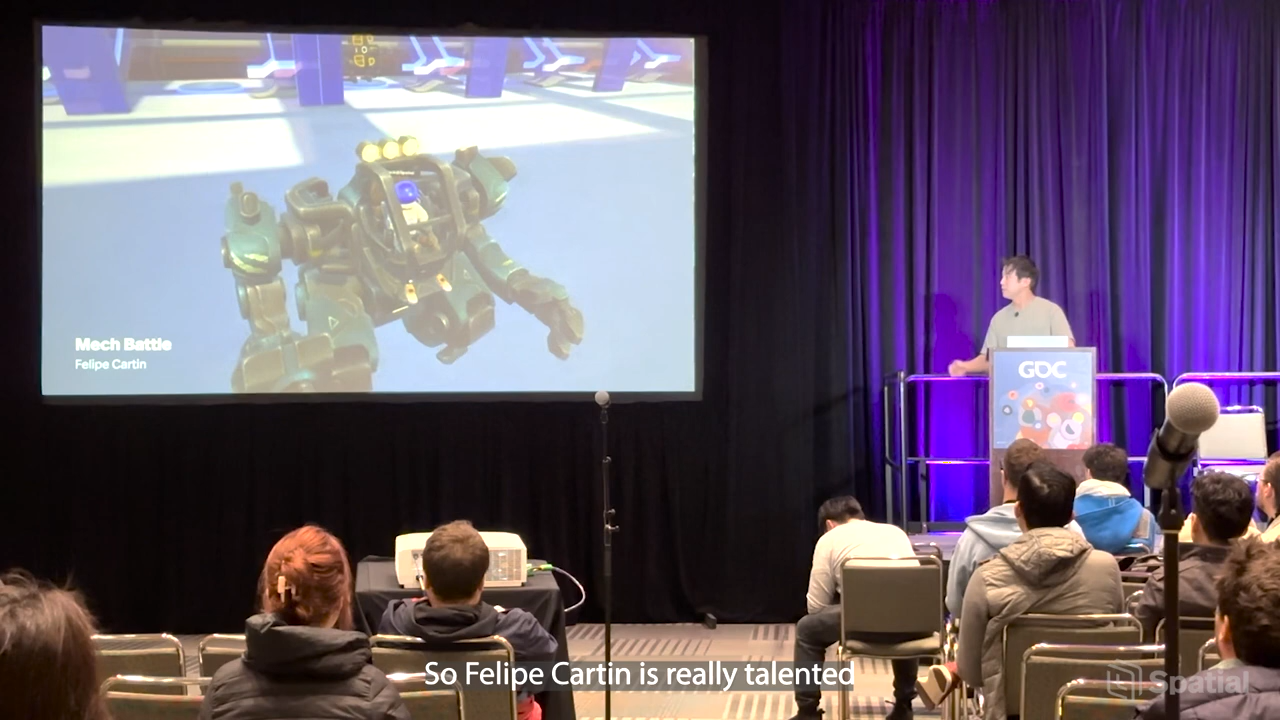 Mech Battle
Felipe Cartin
GDC
So Felipe Cartin is really talented
Spatial